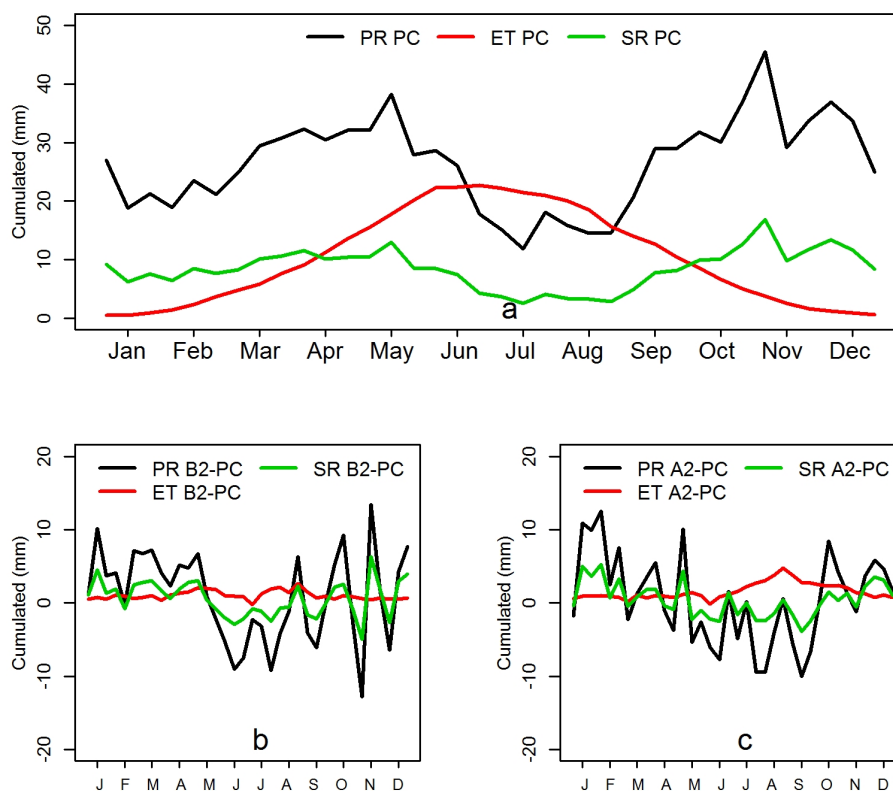 PR PC ET PC SR PC
Cumulated (mm)
50
40
30
20
10
0
a
Jan Feb Mar Apr May Jun Jul Aug Sep Oct Nov Dec
PR B2-PC SR B2-PC
ET B2-PC
Cumulated (mm)
20
10
0
-10
-20
b
J F M A M J J A S O N D
PR A2-PC SR A2-PC
ET A2-PC
Cumulated (mm)
20
10
0
-10
-20
c
J F M A M J J A S O N D